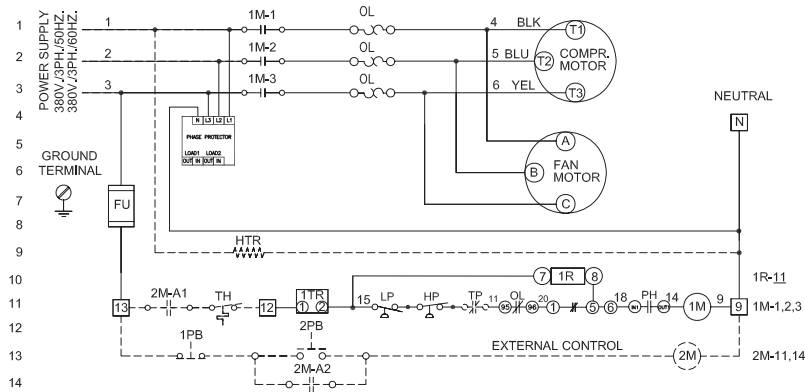 1
2
3
4
5
6
7
8
9
10
11
12
13
14
POWER SUPPLY
380V./3PH./50HZ.
380V./3PH./60HZ.
1
2
3
1M-1
1M-2
1M-3
OL
OL
OL
4 BLK
5 BLU
6 YEL
T1
T2
T3
COMPR.
MOTOR
NEUTRAL
N
N L3 L2 L1
PHASE PROTECTOR
LOAD1 LOAD2
OUT IN OUT IN
A
B
C
FAN
MOTOR
GROUND
TERMINAL
FU
HTR
7 1R 8
1R-11
13 2M-A1 TH 12 1TR 1 2 15 LP HP TP 11 95 OL 96 20 1 5 6 18 IN1 PH OUT 14 1M 9 9 1M-1,2,3
1PB
2PB
EXTERNAL CONTROL
2M
2M-11,14
2M-A2